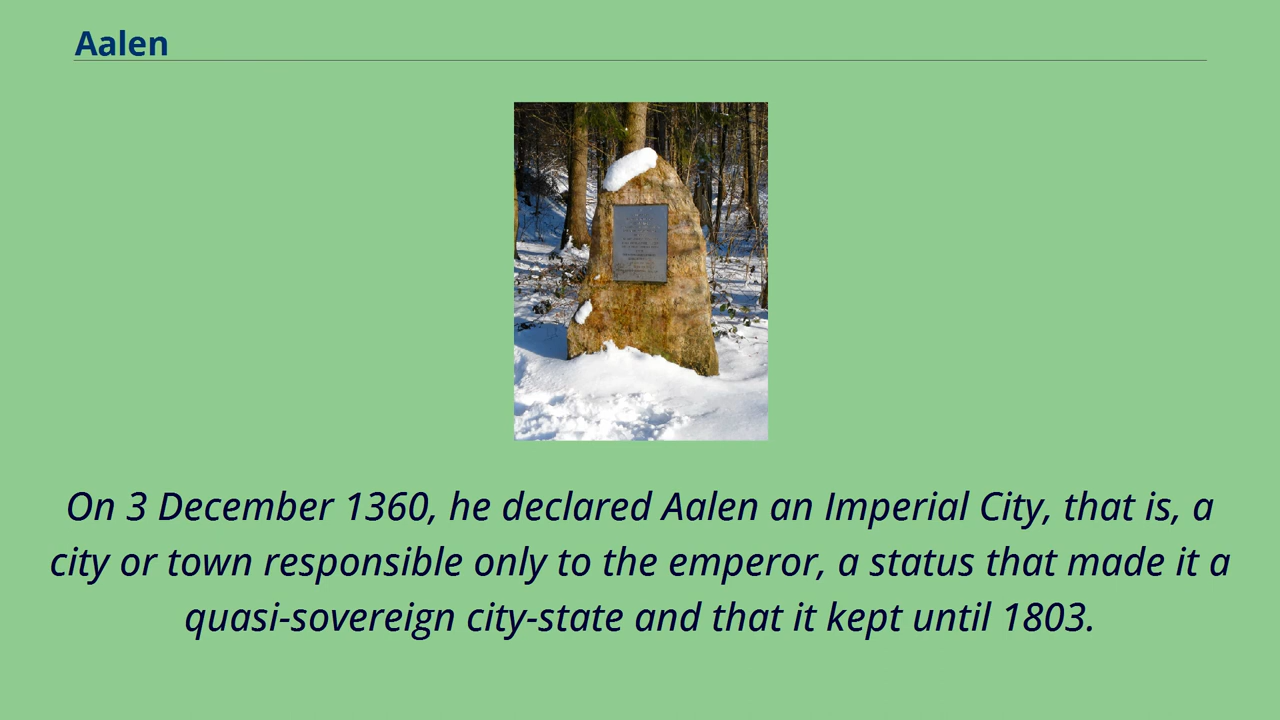 Aalen
On 3 December 1360, he declared Aalen an Imperial City, that is, a
city or town responsible only to the emperor, a status that made it a
quasi-sovereign city-state and that it kept until 1803.